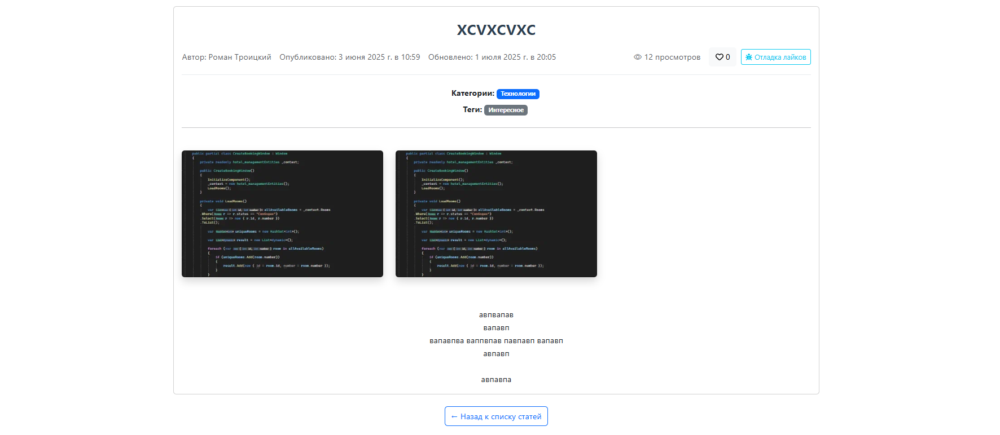 XCVXCVXC
Автор: Роман Троицкий Опубликовано: 3 июня 2025 г. в 10:59 Обновлено: 1 июля 2025 г. в 20:05 12 просмотров 0 Отладка лайков
Категории: Технологии
Теги: Интересное
public partial class CreateBookingWindow : Window
{
private readonly hotel_managementEntities _context;
public CreateBookingWindow()
{
InitializeComponent();
_context = new hotel_managementEntities();
LoadRooms();
}
private void LoadRooms()
{
var List<new { int id, int number }> allAvailableRooms = _context.Rooms
.Where(Rooms r => r.status == "Свободен")
.Select(Rooms r => new { r.id, r.number })
.ToList();
var HashSet<int> uniqueRooms = new HashSet<int>();
var List<dynamic> result = new List<dynamic>();
foreach (var new { int id, int number } room in allAvailableRooms)
{
if (uniqueRooms.Add(room.number))
{
result.Add(new { id = room.id, number = room.number });
}
}
public partial class CreateBookingWindow : Window
{
private readonly hotel_managementEntities _context;
public CreateBookingWindow()
{
InitializeComponent();
_context = new hotel_managementEntities();
LoadRooms();
}
private void LoadRooms()
{
var List<new { int id, int number }> allAvailableRooms = _context.Rooms
.Where(Rooms r => r.status == "Свободен")
.Select(Rooms r => new { r.id, r.number })
.ToList();
var HashSet<int> uniqueRooms = new HashSet<int>();
var List<dynamic> result = new List<dynamic>();
foreach (var new { int id, int number } room in allAvailableRooms)
{
if (uniqueRooms.Add(room.number))
{
result.Add(new { id = room.id, number = room.number });
}
}
авпвапав
вапавп
вапавпва ваппвпав павпавп вапавп
авпавп
авпавпа
← Назад к списку статей